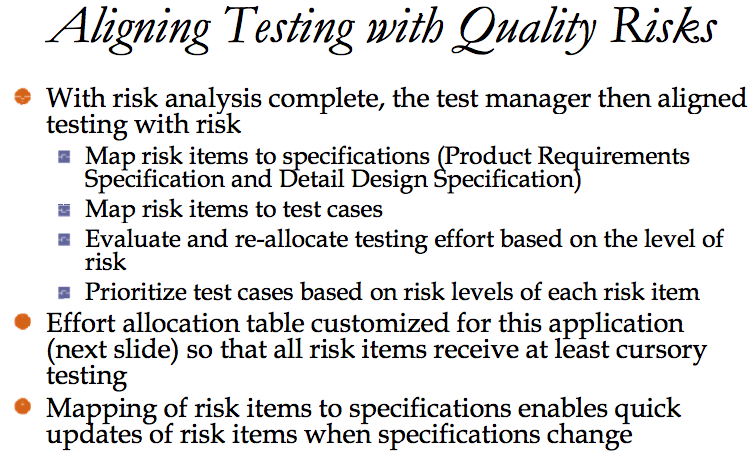 Aligning Testing with Quality Risks
With risk analysis complete, the test manager then aligned
testing with risk
Map risk items to specifications (Product Requirements
Specification and Detail Design Specification)
Map risk items to test cases
Evaluate and re-allocate testing effort based on the level of
risk
Prioritize test cases based on risk levels of each risk item
Effort allocation table customized for this application
(next slide) so that all risk items receive at least cursory
testing
Mapping of risk items to specifications enables quick
updates of risk items when specifications change